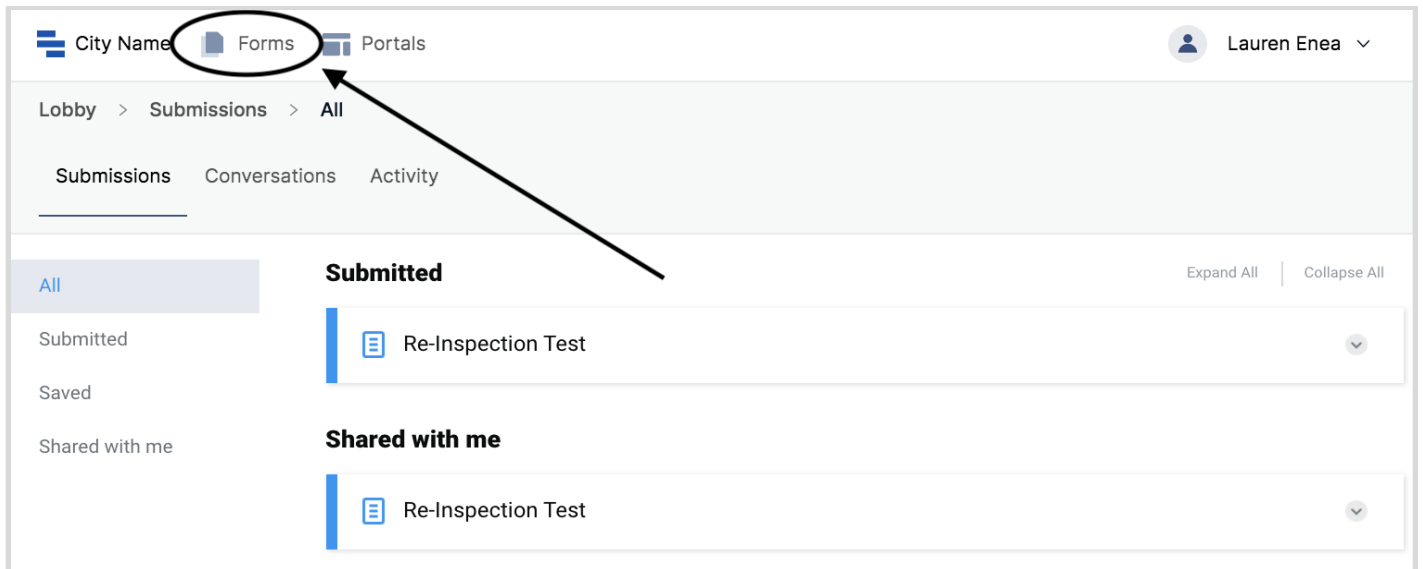 City Name Forms Portals Lauren Enea
Lobby > Submissions > All
Submissions Conversations Activity
All
Submitted
Saved
Shared with me
Submitted Expand All Collapse All
Re-Inspection Test
Shared with me
Re-Inspection Test